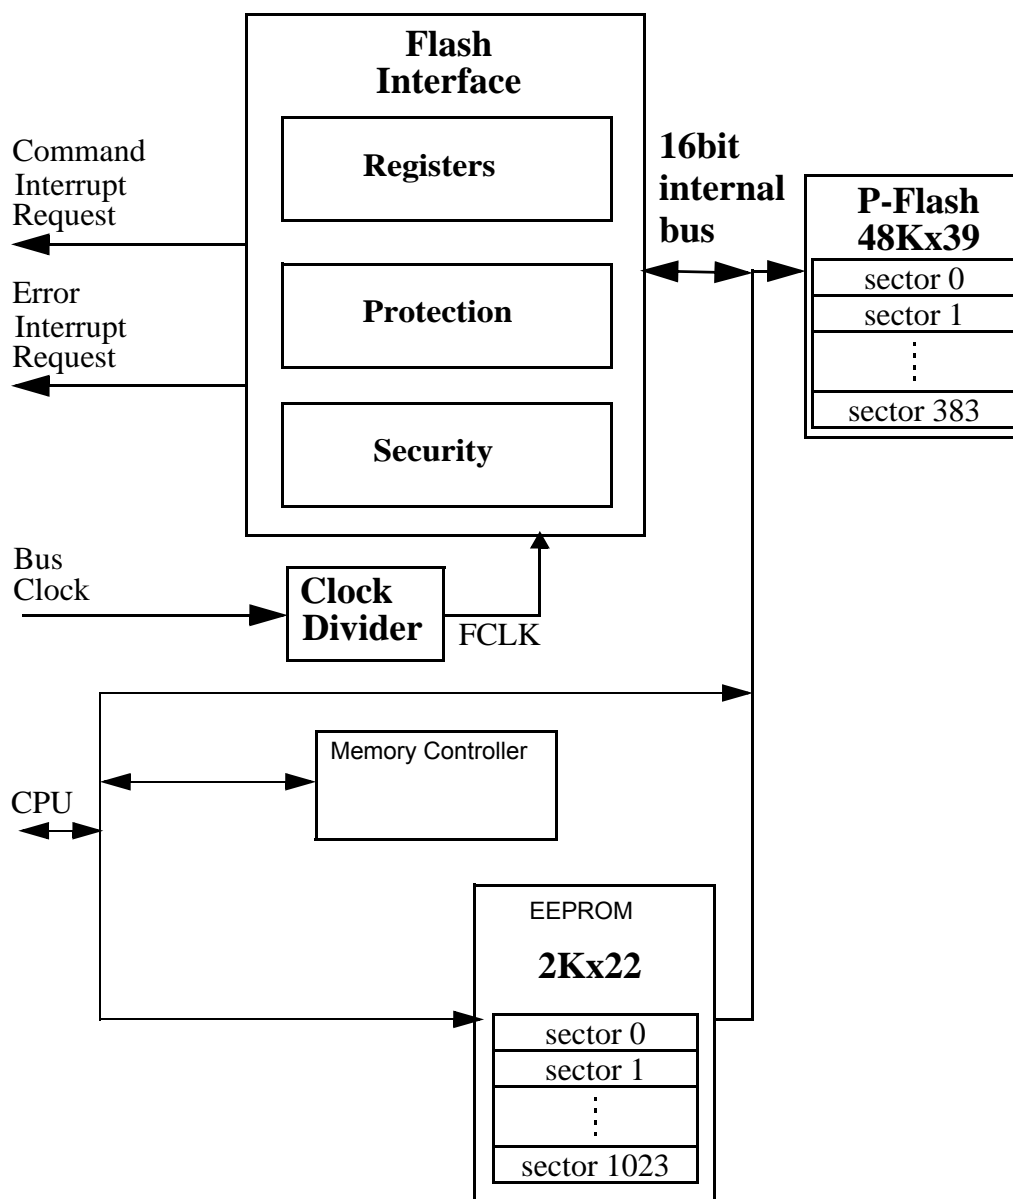 Flash
Interface
Registers
Protection
Security
Command
Interrupt
Request
Error
Interrupt
Request
16bit
internal
bus
P-Flash
48Kx39
sector 0
sector 1
sector 383
Bus
Clock
Clock
Divider
FCLK
Memory Controller
CPU
EEPROM
2Kx22
sector 0
sector 1
sector 1023